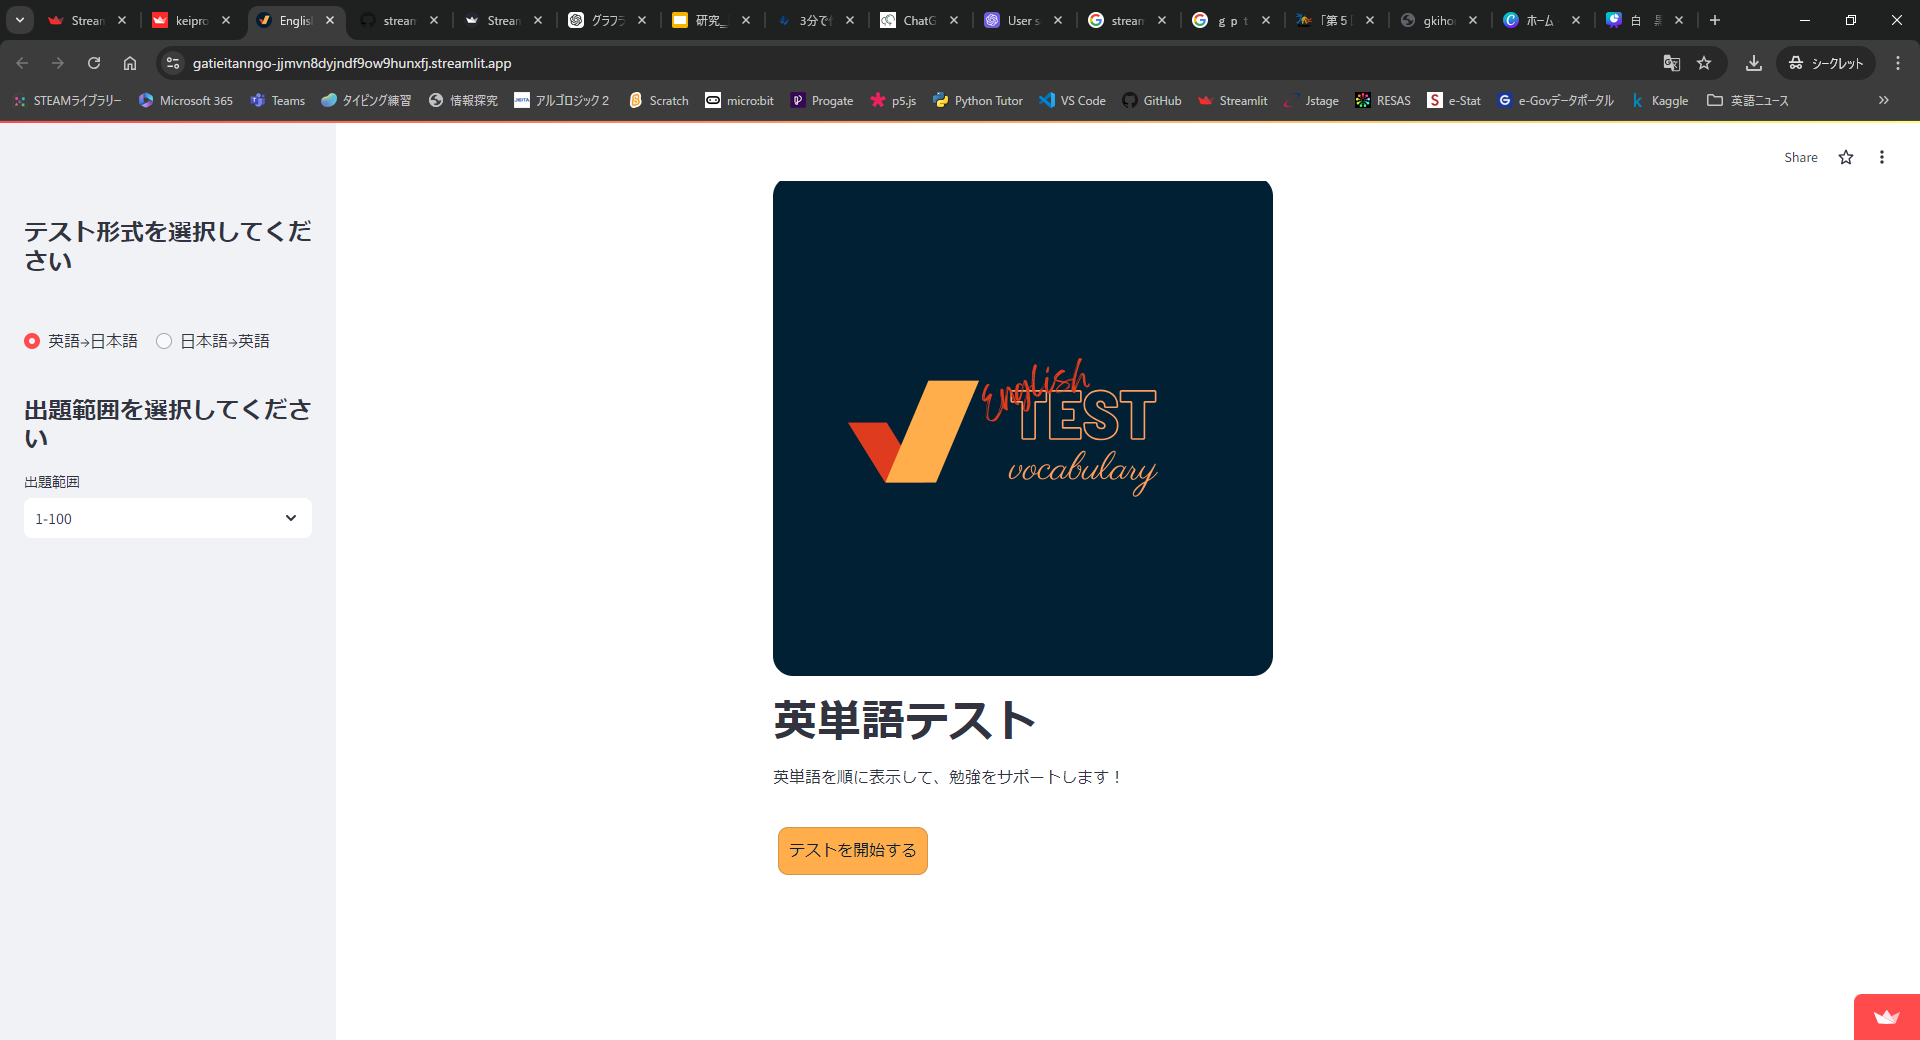 Stream
keipro
English
stream
Stream
グラフラ
研究_
3分で
ChatG
User s
stream
ｇｐｔ
「第５
gkiho
ホーム
白
gatieitanngo-jjmvn8dyjndf9ow9hunxfj.streamlit.app
シークレット
STEAMライブラリー
Microsoft 365
Teams
タイピング練習
情報探究
アルゴロジック２
Scratch
micro:bit
Progate
p5.js
Python Tutor
VS Code
GitHub
Streamlit
Jstage
RESAS
e-Stat
e-Govデータポータル
Kaggle
英語ニュース
Share
テスト形式を選択してくだ
さい
英語→日本語
日本語→英語
出題範囲を選択してくださ
い
出題範囲
1-100
English
TEST
vocabulary
英単語テスト
英単語を順に表示して、勉強をサポートします！
テストを開始する